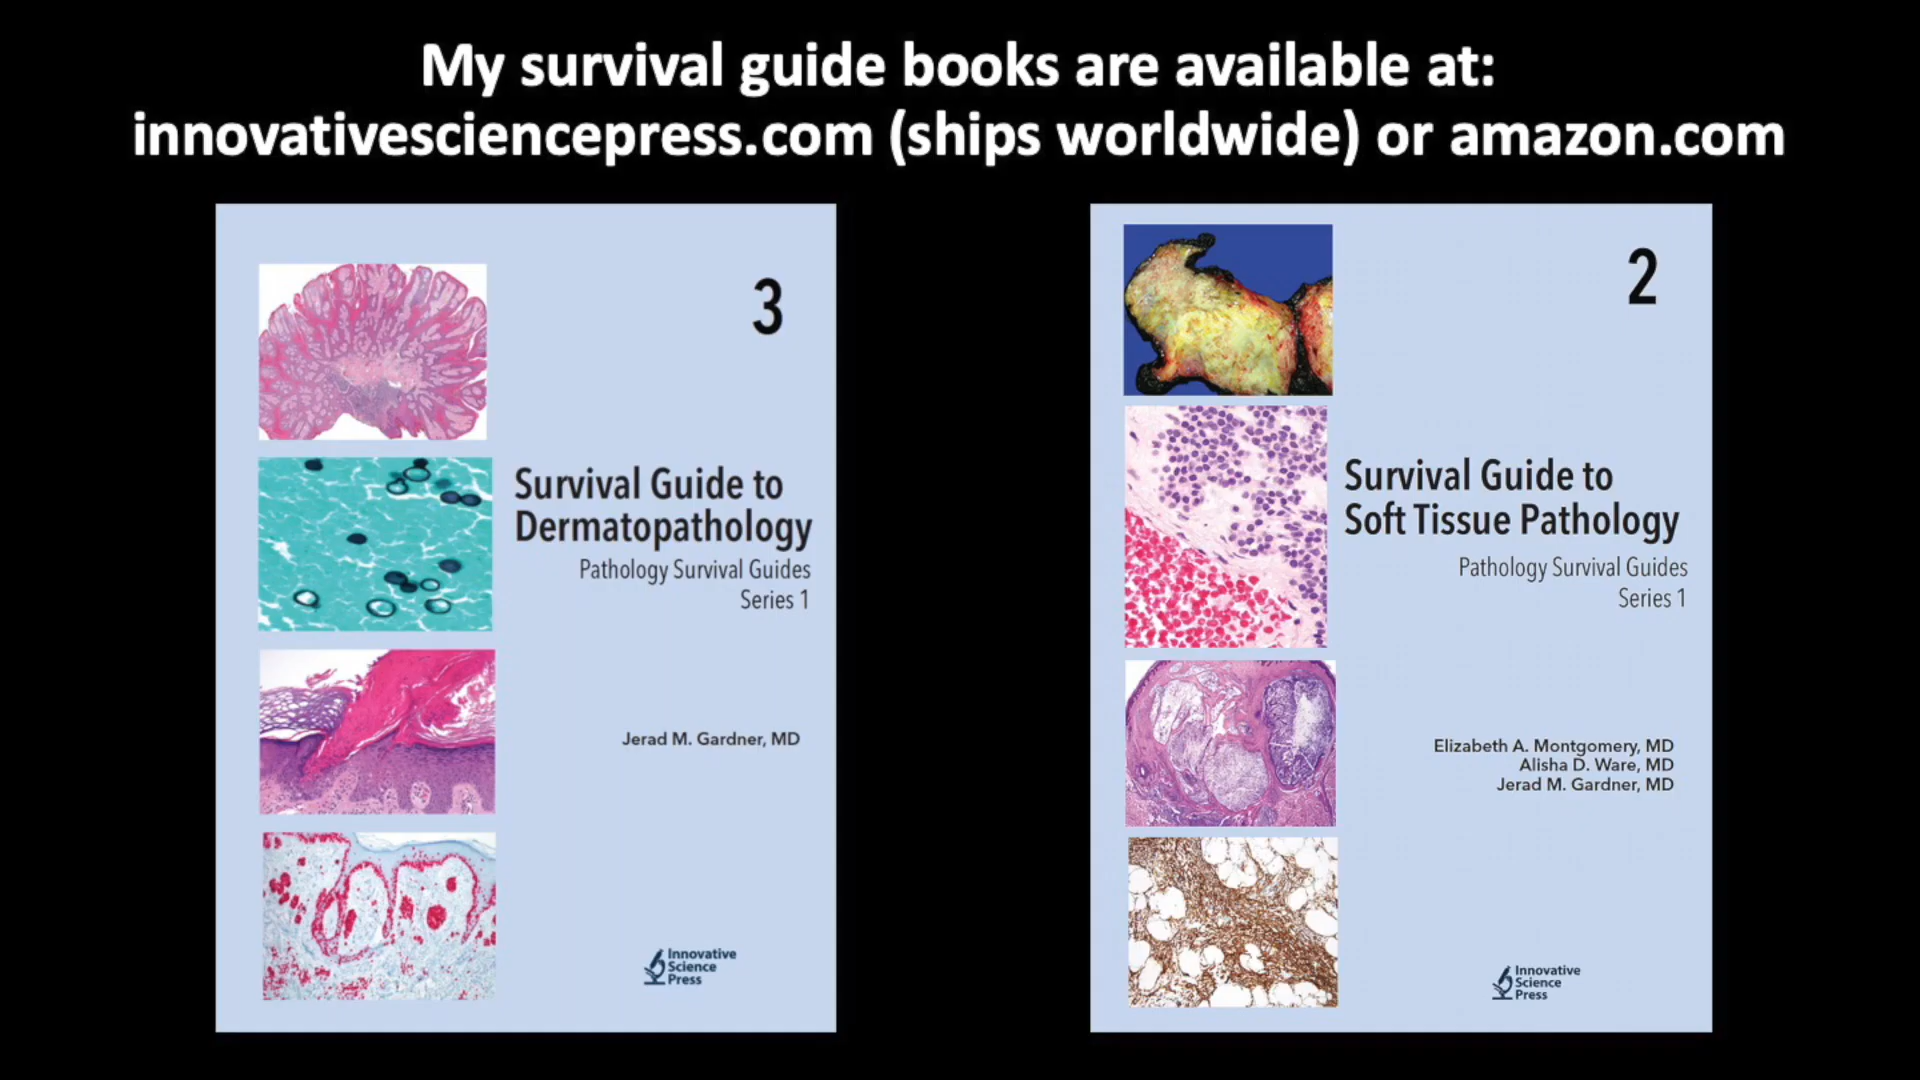 My survival guide books are available at:
innovativesciencepress.com (ships worldwide) or amazon.com
3
Survival Guide to
Dermatopathology
Pathology Survival Guides
Series 1
Jerad M. Gardner, MD
Innovative
Science
Press
2
Survival Guide to
Soft Tissue Pathology
Pathology Survival Guides
Series 1
Elizabeth A. Montgomery, MD
Alisha D. Ware, MD
Jerad M. Gardner, MD
Innovative
Science
Press